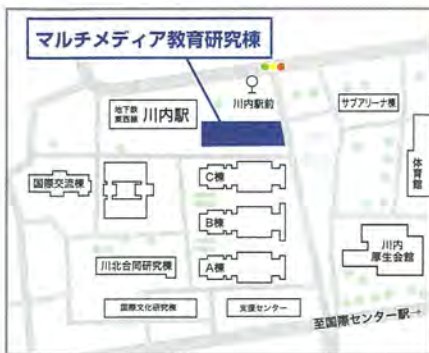 マルチメディア教育研究棟
川内駅前
地下鉄
東西線
川内駅
サブアリーナ棟
体育館
国際交流棟
C棟
B棟
川内
厚生会館
川北合同研究棟
A棟
国際文化研究棟
支援センター
至国際センター駅→